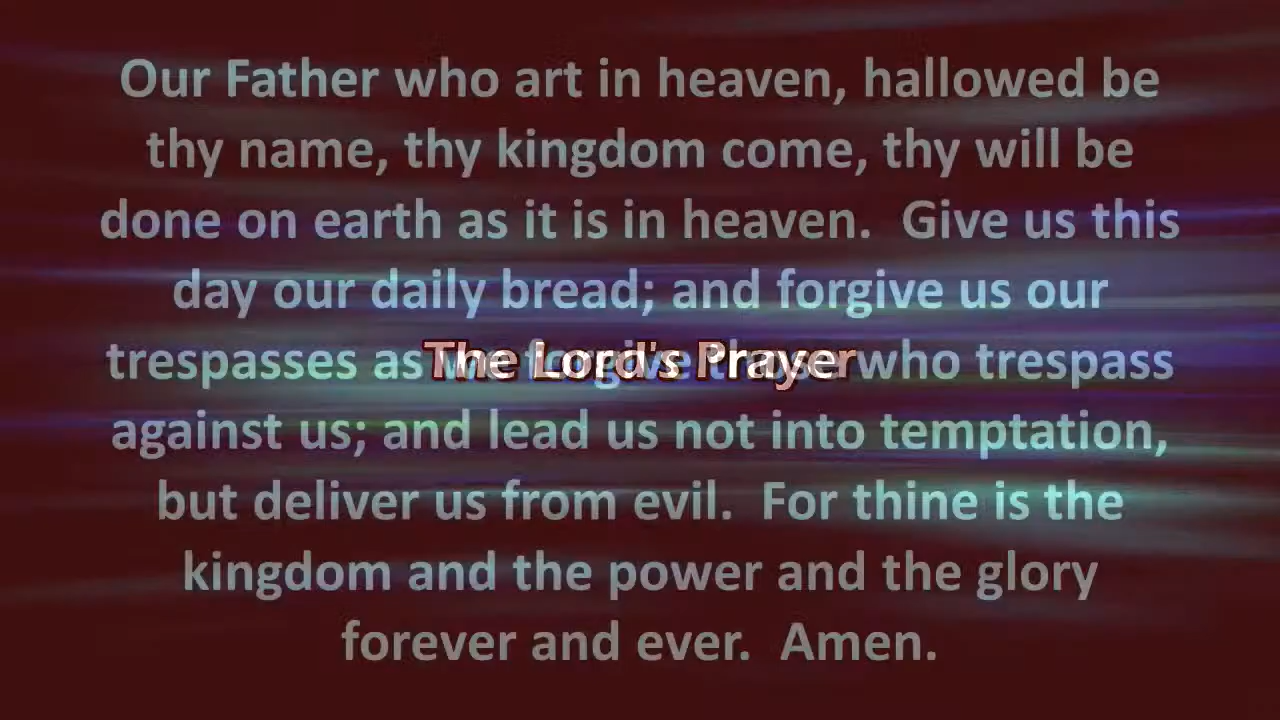 Our Father who art in heaven, hallowed be
thy name, thy kingdom come, thy will be
done on earth as it is in heaven. Give us this
day our daily bread; and forgive us our
trespasses as we forgive those who trespass
The Lord's Prayer
against us; and lead us not into temptation,
but deliver us from evil. For thine is the
kingdom and the power and the glory
forever and ever. Amen.